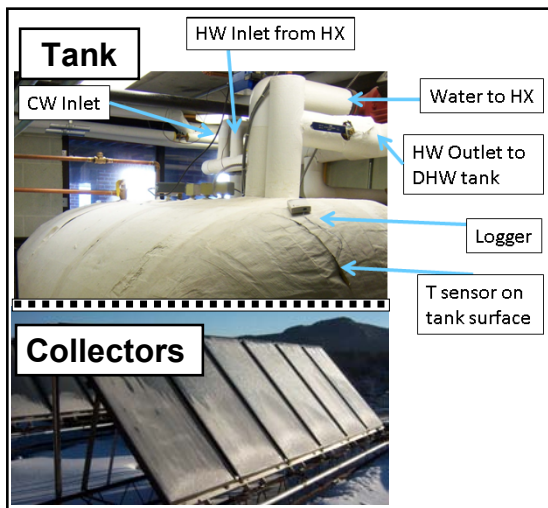 Tank
HW Inlet from HX
CW Inlet
Water to HX
HW Outlet to
DHW tank
Logger
T sensor on
tank surface
Collectors